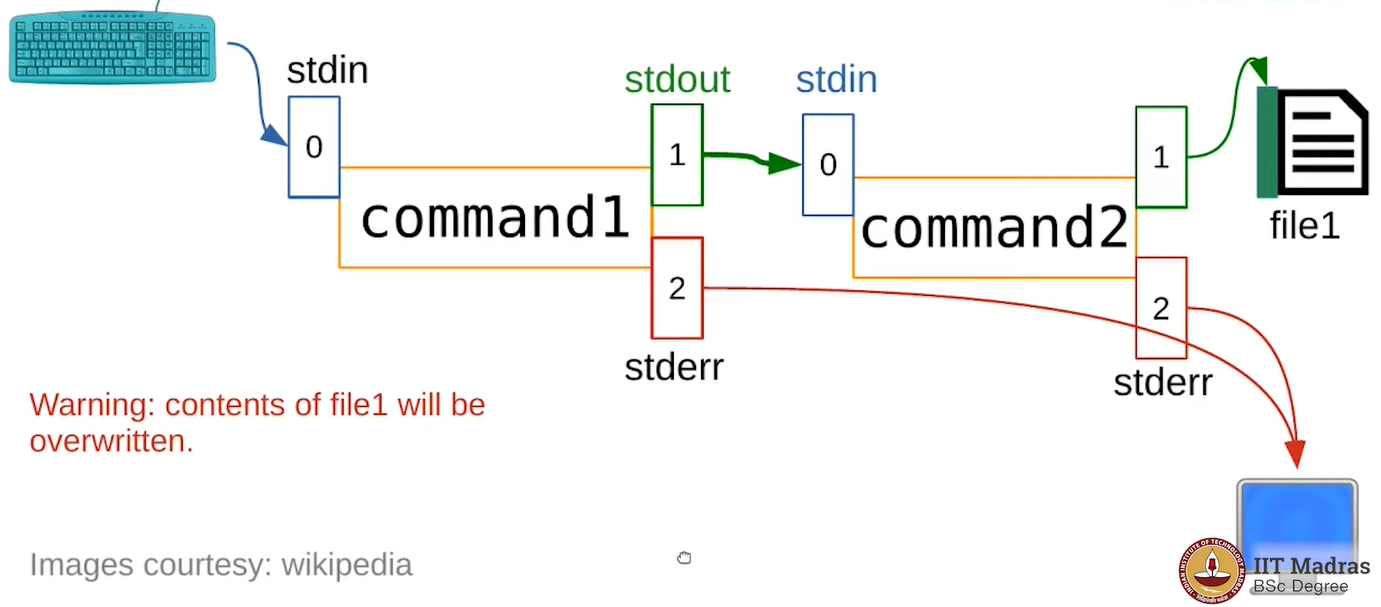 stdin
stdout
stdin
0
1
0
1
command1
command2
file1
2
2
stderr
stderr
Warning: contents of file1 will be
overwritten.
Images courtesy: wikipedia
IIT Madras
BSc Degree